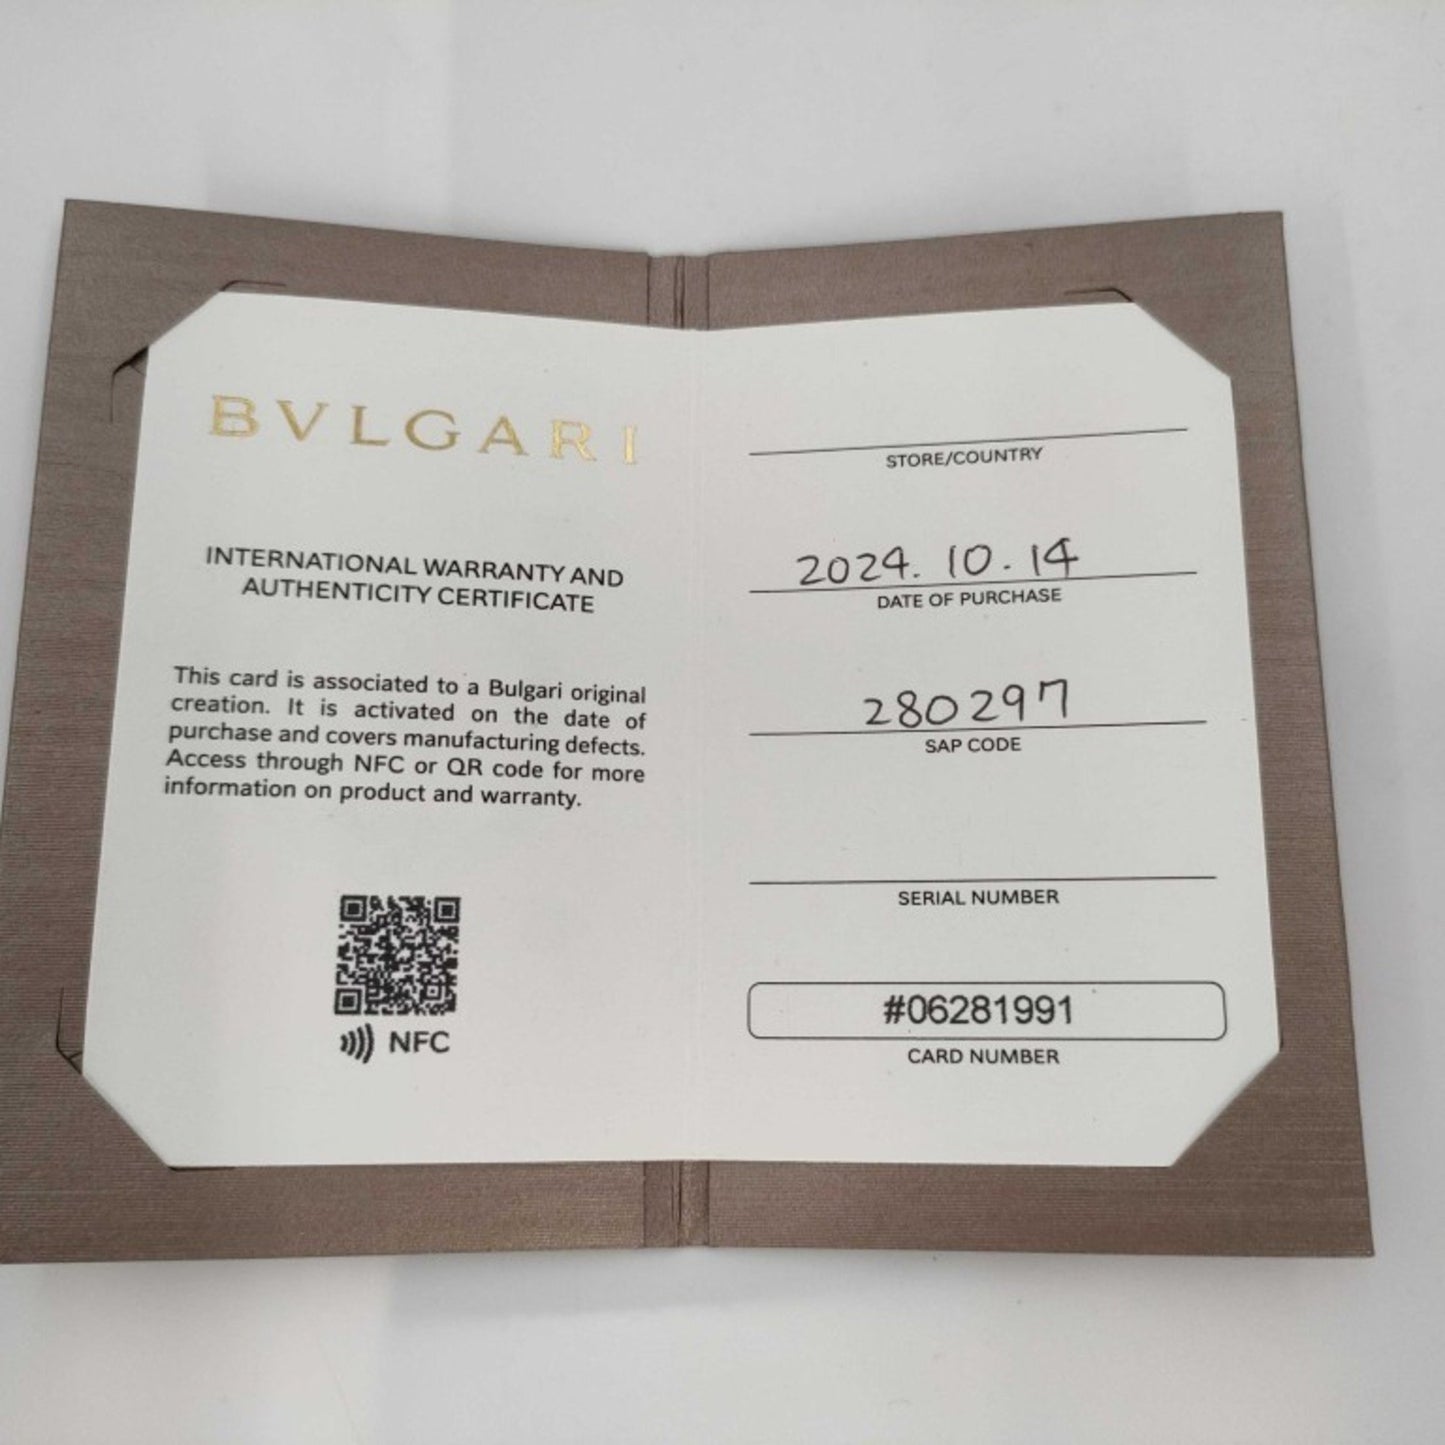 BVLGARI
INTERNATIONAL WARRANTY AND
AUTHENTICITY CERTIFICATE
This card is associated to a Bulgari original
creation. It is activated on the date of
purchase and covers manufacturing defects.
Access through NFC or QR code for more
information on product and warranty.
NFC
STORE/COUNTRY
2024.10.14
DATE OF PURCHASE
280297
SAP CODE
SERIAL NUMBER
#06281991
CARD NUMBER